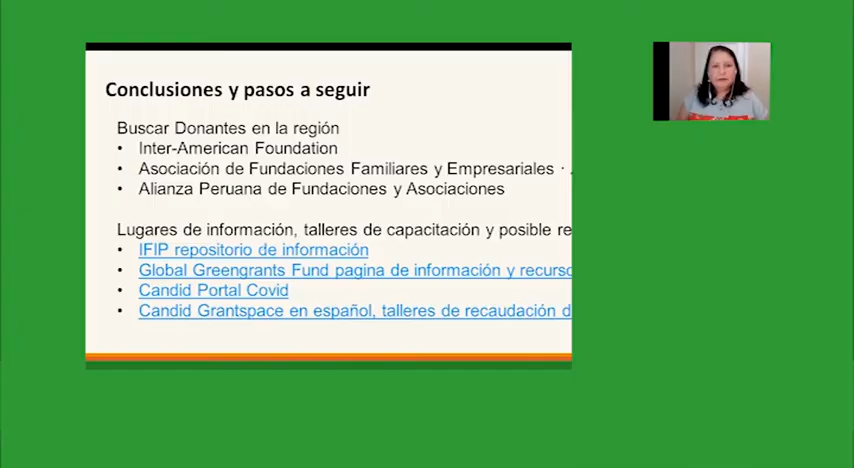 Conclusiones y pasos a seguir
Buscar Donantes en la región
• Inter-American Foundation
• Asociación de Fundaciones Familiares y Empresariales ·
• Alianza Peruana de Fundaciones y Asociaciones
Lugares de información, talleres de capacitación y posible re
• IFIP repositorio de información
• Global Greengrants Fund pagina de información y recurso
• Candid Portal Covid
• Candid Grantspace en español, talleres de recaudación d